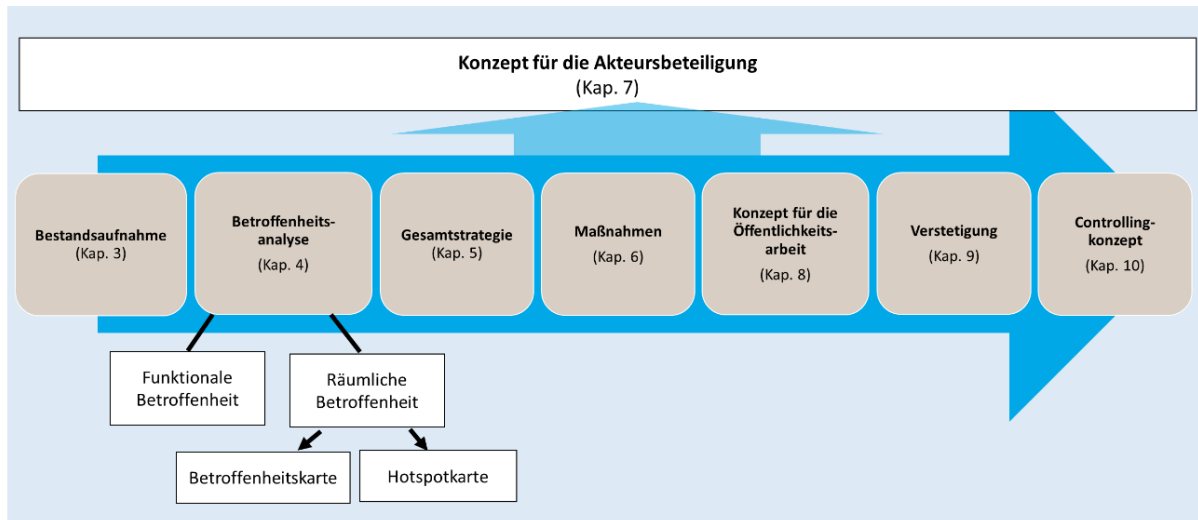 Konzept für die Akteursbeteiligung
(Kap. 7)
Bestandsaufnahme
(Kap. 3)
Betroffenheits-
analyse
(Kap. 4)
Gesamtstrategie
(Kap. 5)
Maßnahmen
(Kap. 6)
Konzept für die
Öffentlichkeits-
arbeit
(Kap. 8)
Verstetigung
(Kap. 9)
Controlling-
konzept
(Kap. 10)
Funktionale
Betroffenheit
Räumliche
Betroffenheit
Betroffenheitskarte
Hotspotkarte